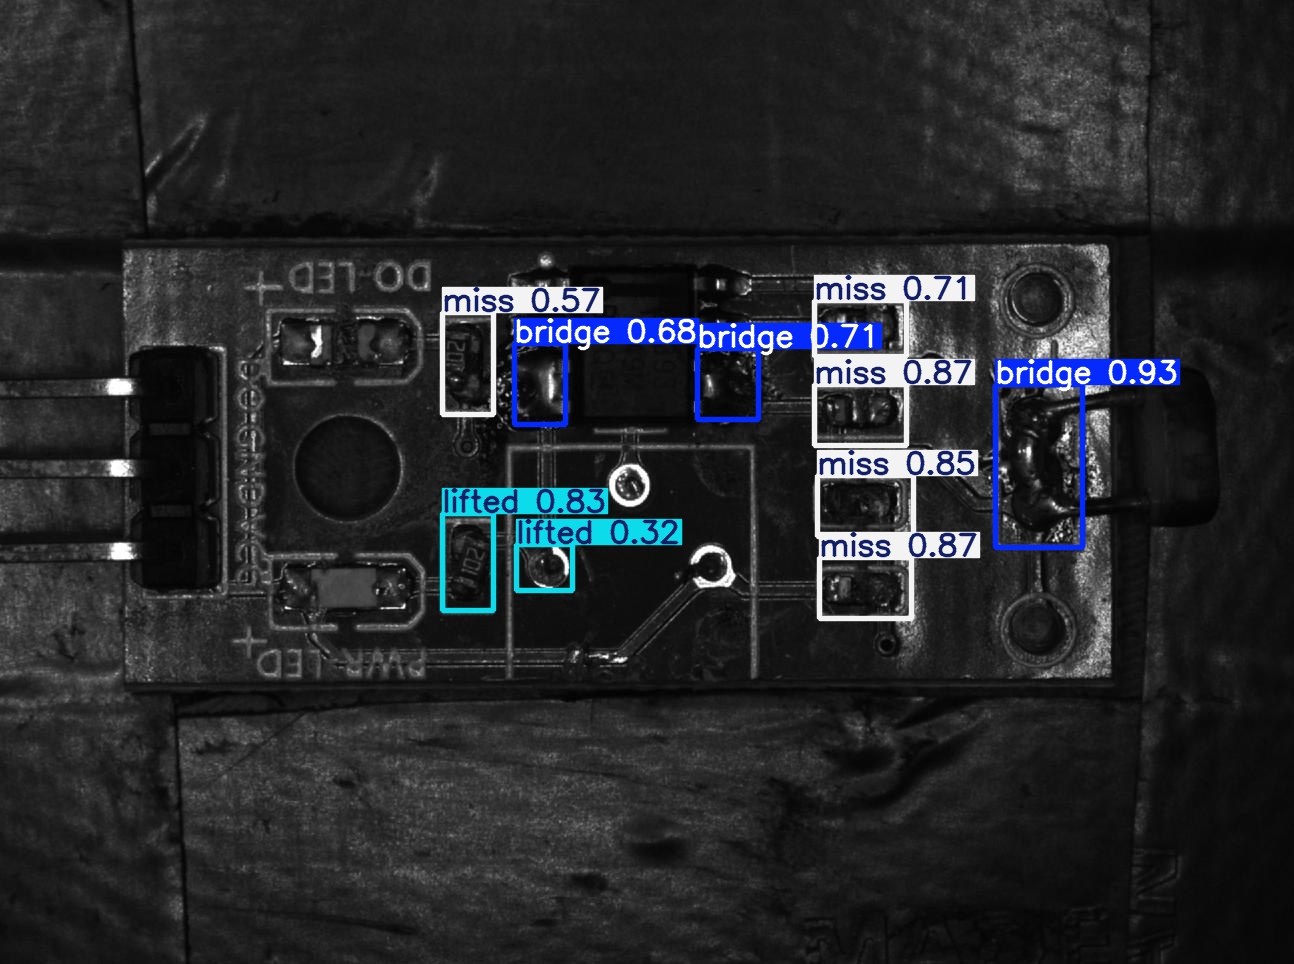 DO-LED+
miss 0.57
miss 0.71
bridge 0.68
bridge 0.71
102
miss 0.87
bridge 0.93
miss 0.85
lifted 0.83
lifted 0.32
miss 0.87
102
PWR-LED+